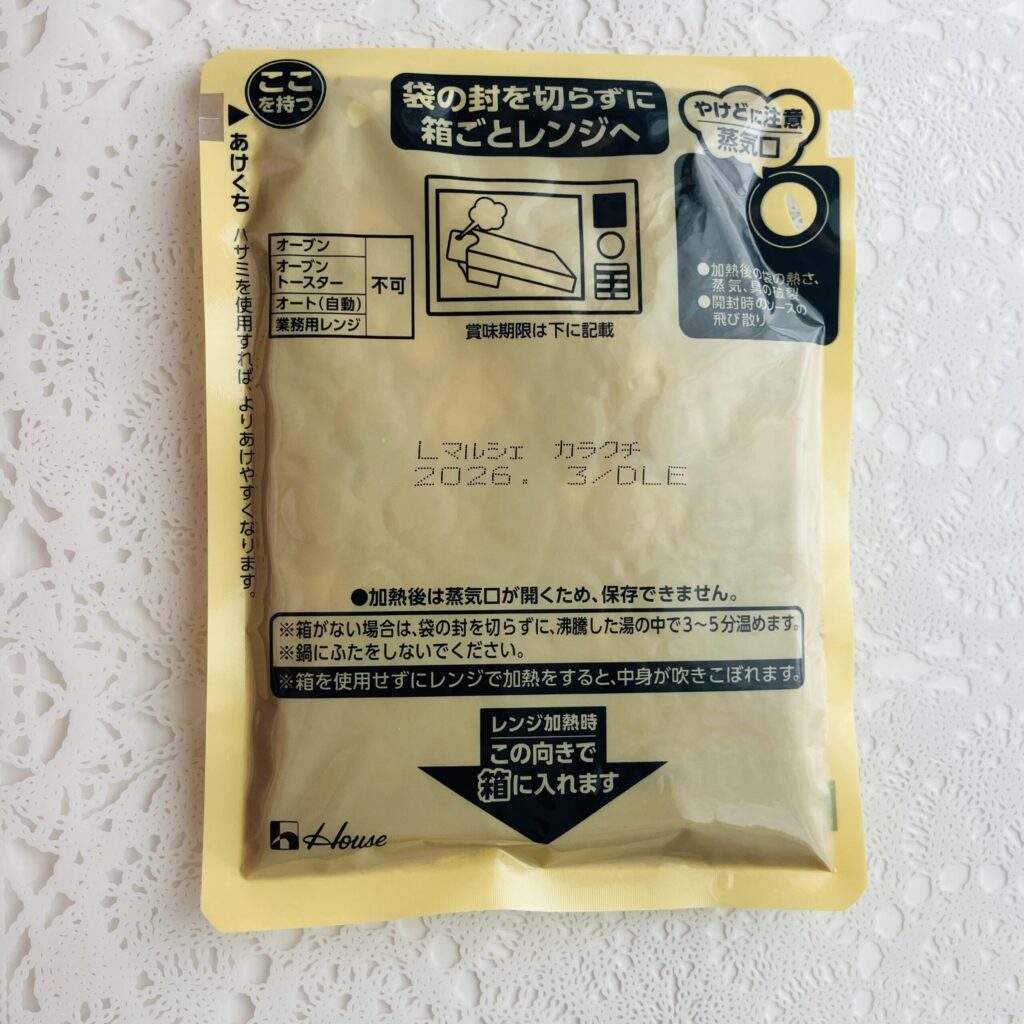 ここ
を持つ
袋の封を切らずに
箱ごとレンジへ
やけどに注意
蒸気口
●加熱後の袋の熱さ、
蒸気、具の破裂
●開封時のソースの
飛び散り
▶あけくち ハサミを使用すれば、よりあけやすくなります。
オーブン
オーブン
トースター
オート(自動)
業務用レンジ
不可
賞味期限は下に記載
Lマルシェ カラクチ
2026. 3/DLE
●加熱後は蒸気口が開くため、保存できません。
※箱がない場合は、袋の封を切らずに、沸騰した湯の中で3～5分温めます。
※鍋にふたをしないでください。
※箱を使用せずにレンジで加熱をすると、中身が吹きこぼれます。
レンジ加熱時
この向きで
箱に入れます
House